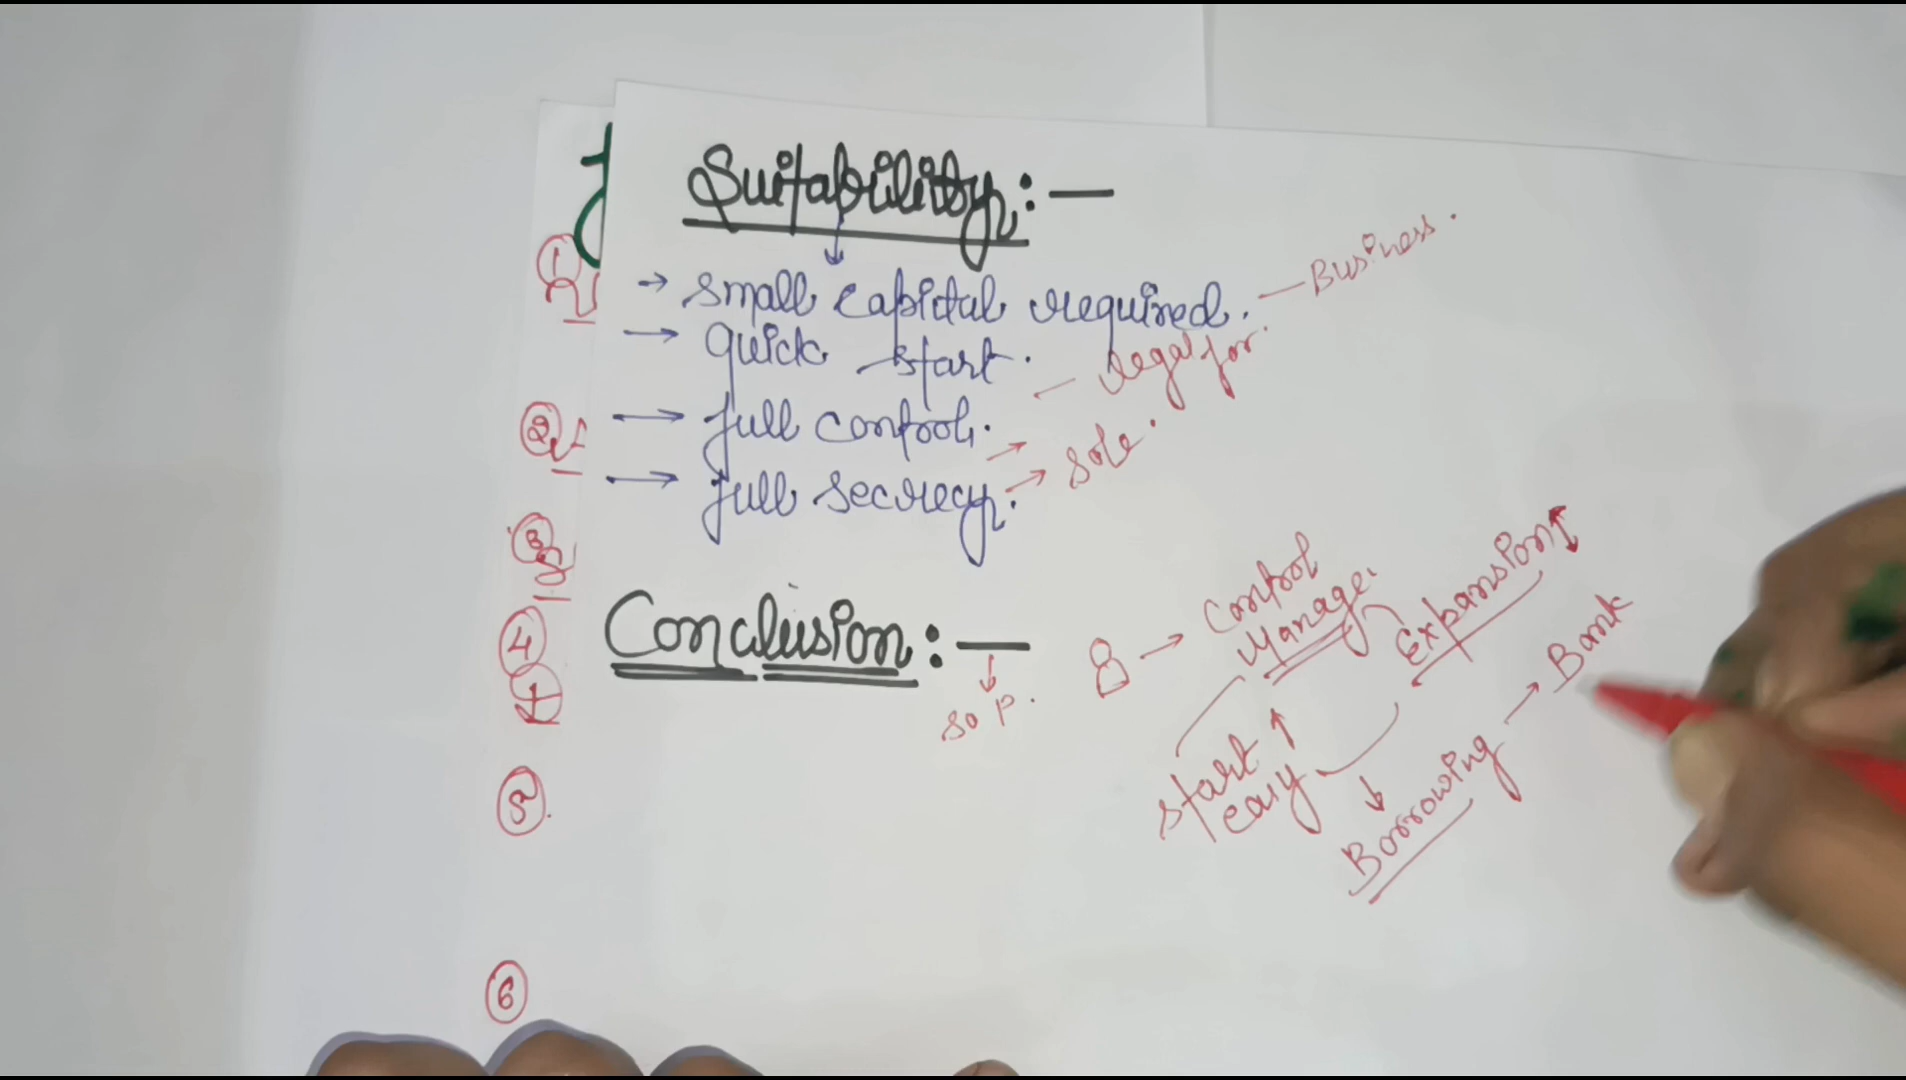 Suitability :—
→ small capital required. — Business.
→ quick start.
— legal for.
→ full control.
→ full secrecy. → Sole.
Conclusion :—
↓
so P.
→ Control
Manage.
Expansion
start easy ↑
↓
Borrowing → Bank
1
2
3
4
5.
6